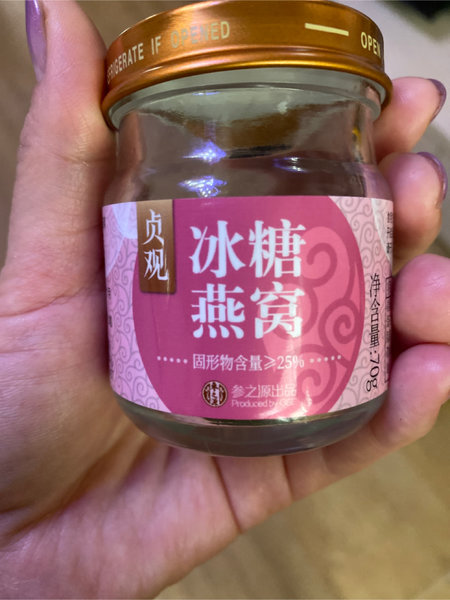 REFRIGERATE IF OPENED
OPEN
贞观
冰糖
燕窝
固形物含量≥25%
参之源出品
Produced by
净含量:70g